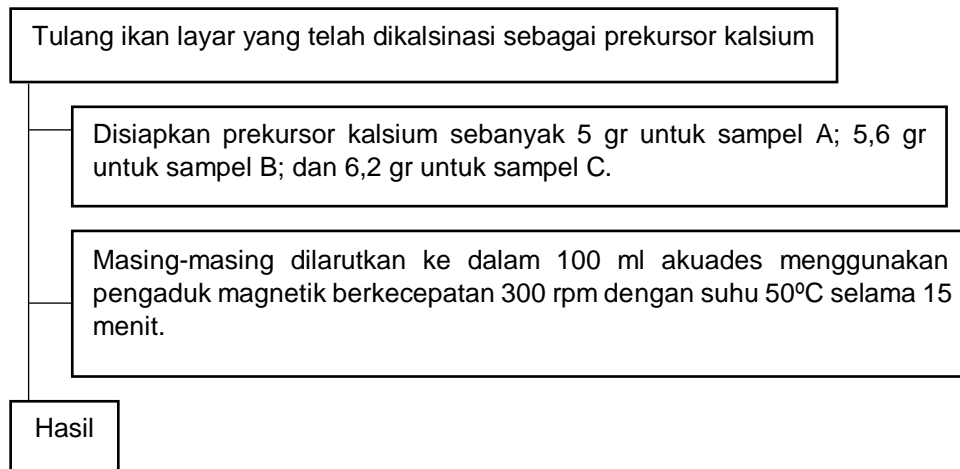 Tulang ikan layar yang telah dikalsinasi sebagai prekursor kalsium
Disiapkan prekursor kalsium sebanyak 5 gr untuk sampel A; 5,6 gr
untuk sampel B; dan 6,2 gr untuk sampel C.
Masing-masing dilarutkan ke dalam 100 ml akuades menggunakan
pengaduk magnetik berkecepatan 300 rpm dengan suhu 50⁰C selama 15
menit.
Hasil